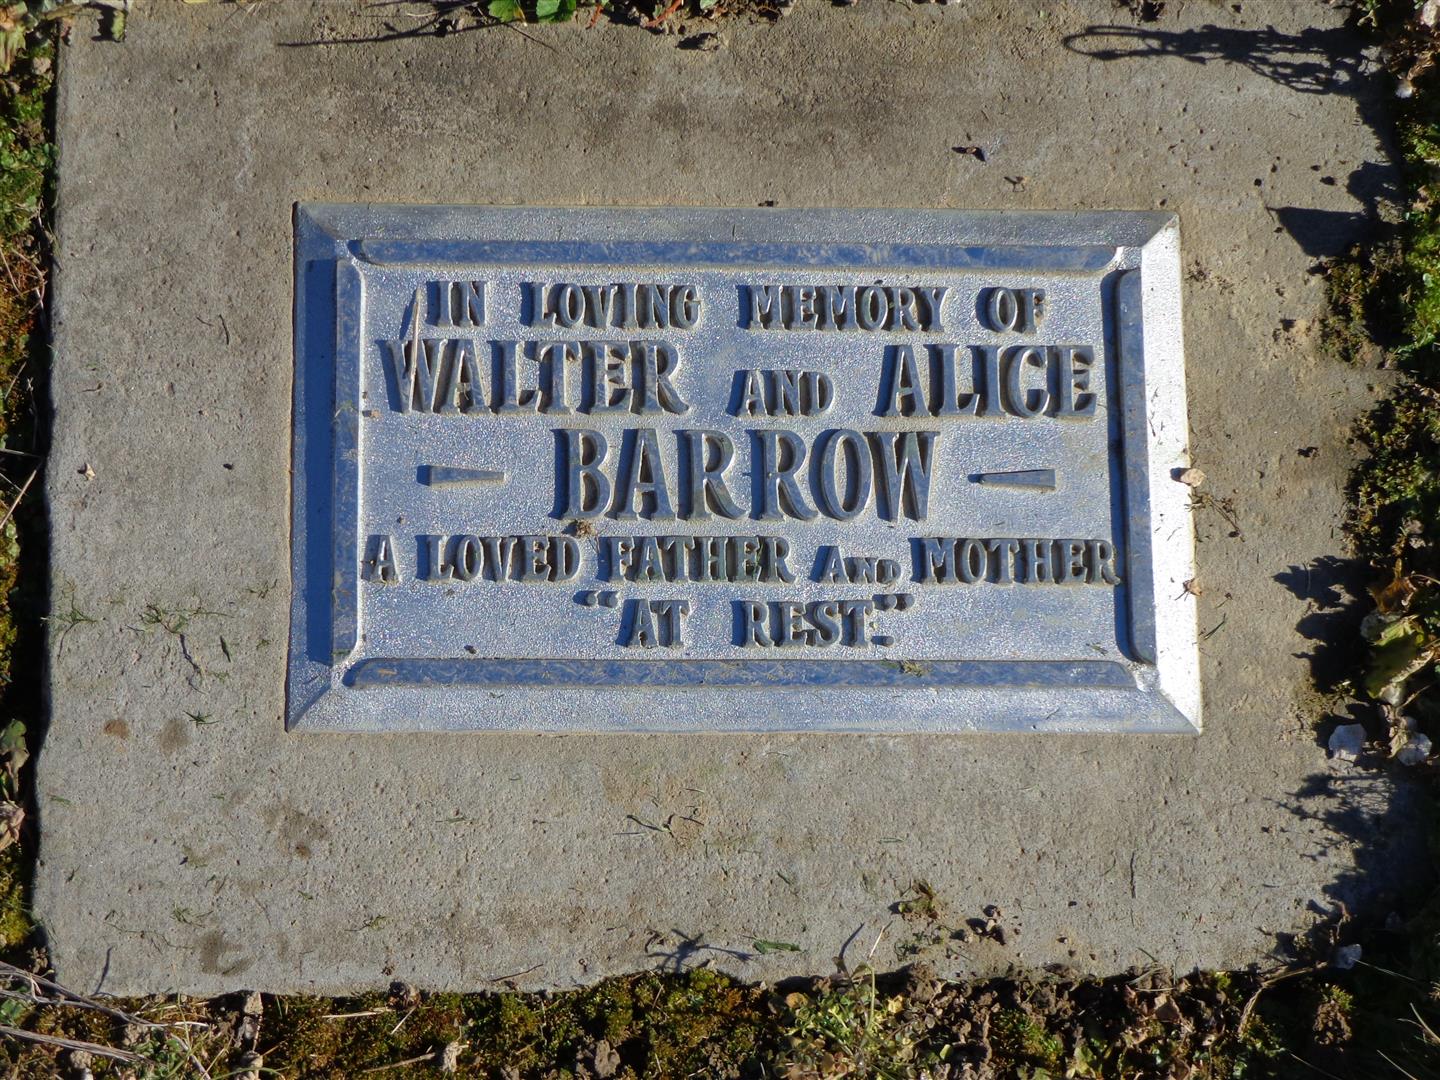 IN LOVING MEMORY OF
WALTER AND ALICE
- BARROW -
A LOVED FATHER AND MOTHER
"AT REST."